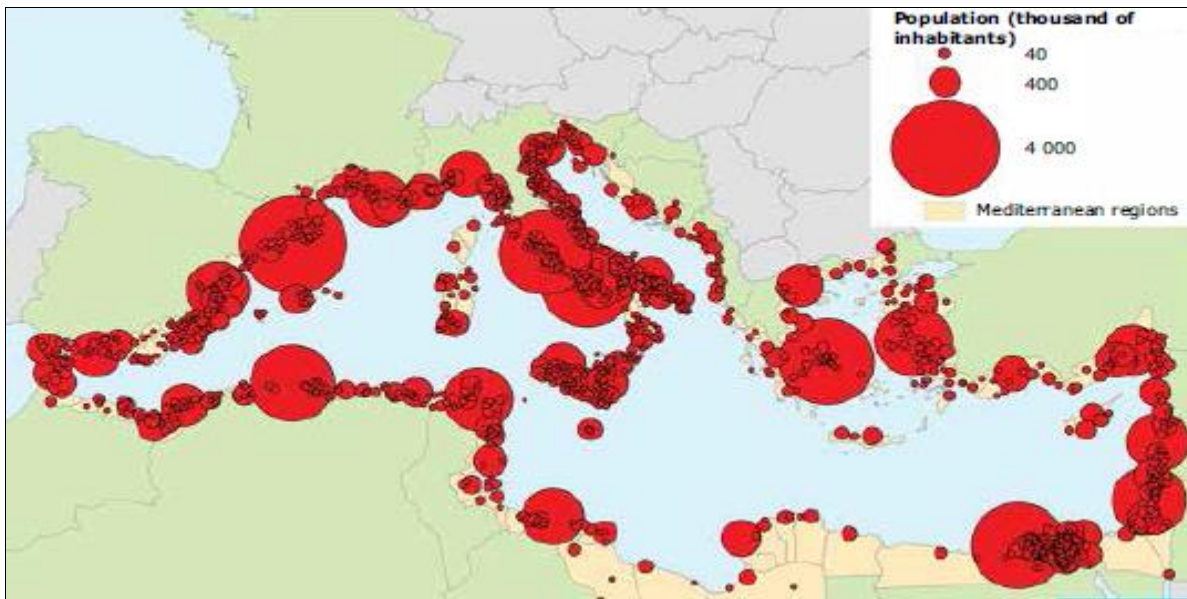 Population (thousand of
inhabitants)
40
400
4 000
Mediterranean regions